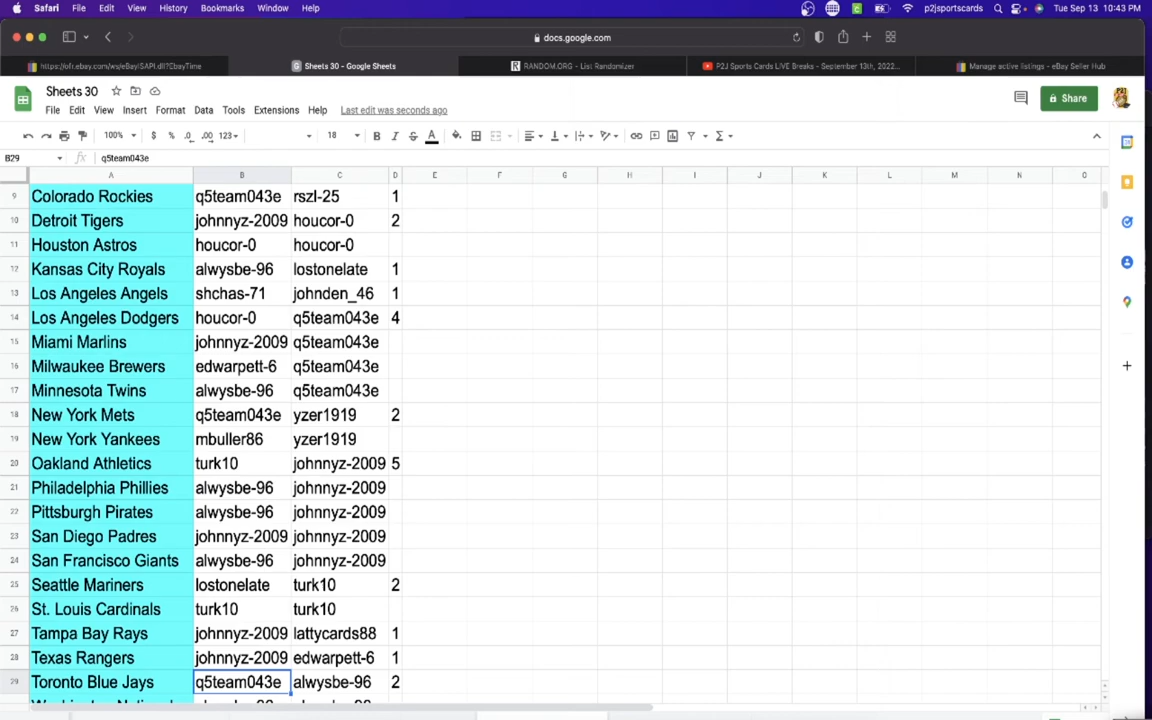 Safari File Edit View History Bookmarks Window Help p2jsportscards Tue Sep 13 10:43 PM
docs.google.com
https://ofr.ebay.com/ws/eBayISAPI.dll?EbayTime Sheets 30 - Google Sheets RANDOM.ORG - List Randomizer P2J Sports Cards LIVE Breaks - September 13th, 2022... Manage active listings - eBay Seller Hub
Sheets 30
File Edit View Insert Format Data Tools Extensions Help Last edit was seconds ago Share
100% $ % .0 .00 123 18 B I S A
B29 fx q5team043e
A B C D E F G H I J K L M N O
9 Colorado Rockies q5team043e rszl-25 1
10 Detroit Tigers johnnyz-2009 houcor-0 2
11 Houston Astros houcor-0 houcor-0
12 Kansas City Royals alwysbe-96 lostonelate 1
13 Los Angeles Angels shchas-71 johnden_46 1
14 Los Angeles Dodgers houcor-0 q5team043e 4
15 Miami Marlins johnnyz-2009 q5team043e
16 Milwaukee Brewers edwarpett-6 q5team043e
17 Minnesota Twins alwysbe-96 q5team043e
18 New York Mets q5team043e yzer1919 2
19 New York Yankees mbuller86 yzer1919
20 Oakland Athletics turk10 johnnyz-2009 5
21 Philadelphia Phillies alwysbe-96 johnnyz-2009
22 Pittsburgh Pirates alwysbe-96 johnnyz-2009
23 San Diego Padres johnnyz-2009 johnnyz-2009
24 San Francisco Giants alwysbe-96 johnnyz-2009
25 Seattle Mariners lostonelate turk10 2
26 St. Louis Cardinals turk10 turk10
27 Tampa Bay Rays johnnyz-2009 lattycards88 1
28 Texas Rangers johnnyz-2009 edwarpett-6 1
29 Toronto Blue Jays q5team043e alwysbe-96 2